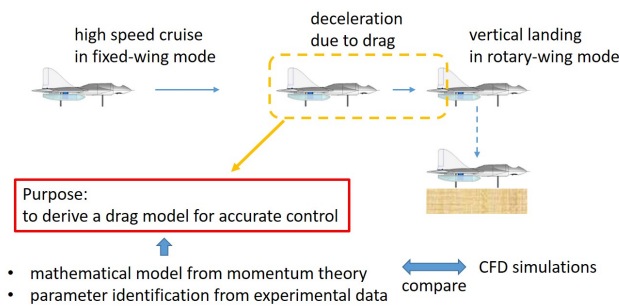 high speed cruise
in fixed-wing mode
deceleration
due to drag
vertical landing
in rotary-wing mode
Purpose:
to derive a drag model for accurate control
• mathematical model from momentum theory
• parameter identification from experimental data
compare
CFD simulations